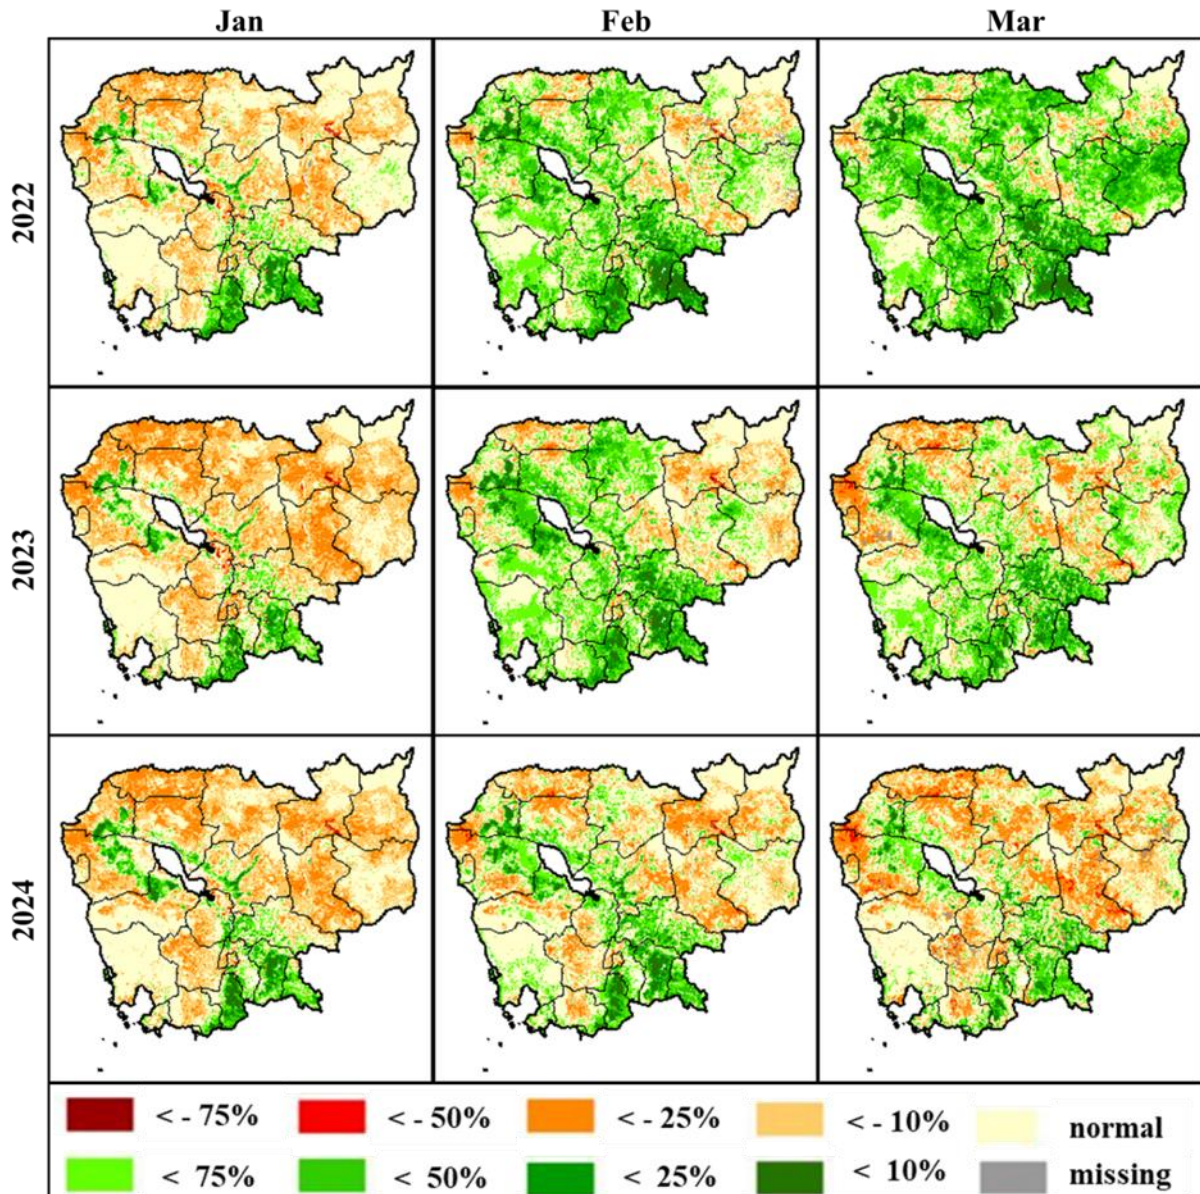 Jan Feb Mar
2022
2023
2024
< - 75% < - 50% < - 25% < - 10% normal
< 75% < 50% < 25% < 10% missing